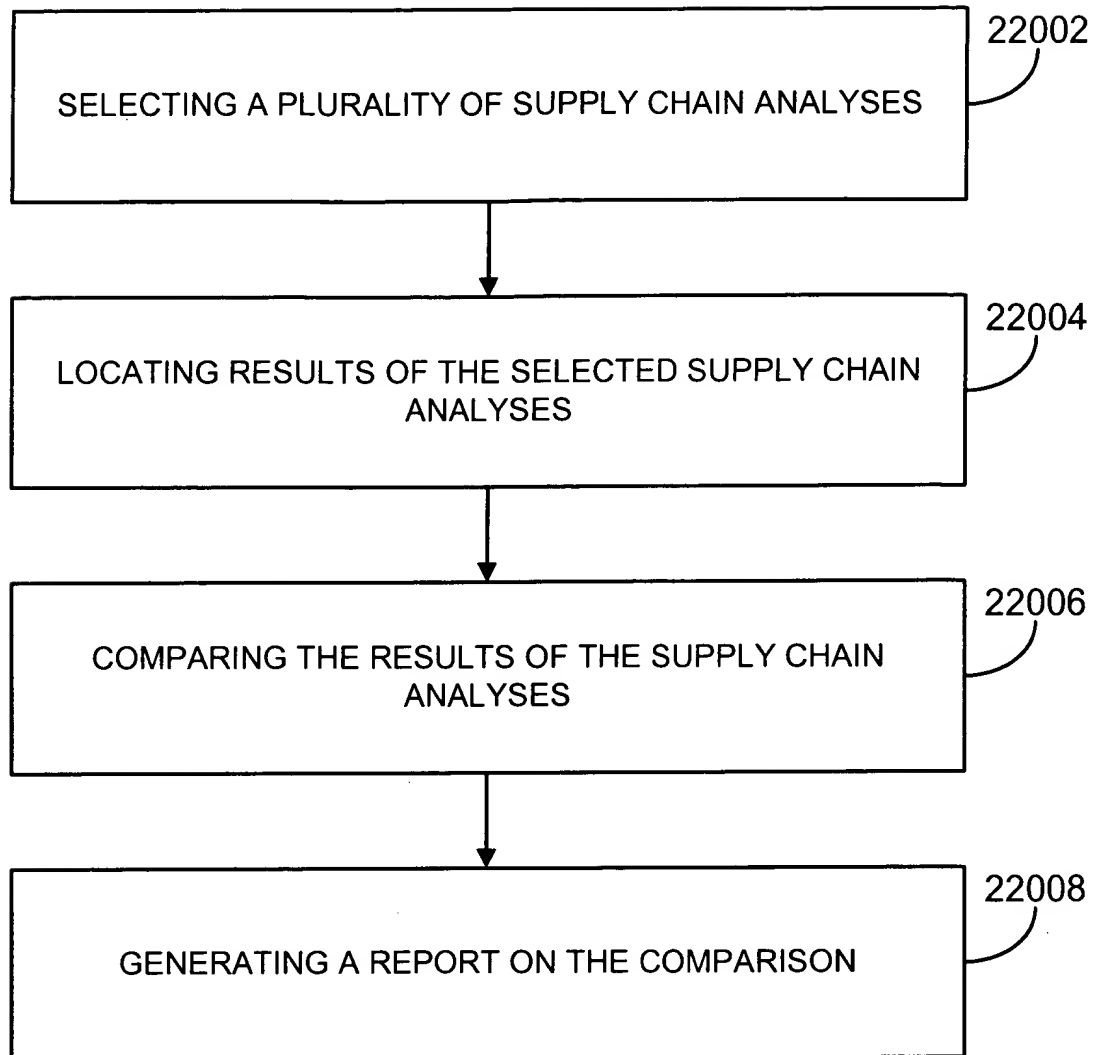 22002
SELECTING A PLURALITY OF SUPPLY CHAIN ANALYSES
22004
LOCATING RESULTS OF THE SELECTED SUPPLY CHAIN
ANALYSES
22006
COMPARING THE RESULTS OF THE SUPPLY CHAIN
ANALYSES
22008
GENERATING A REPORT ON THE COMPARISON